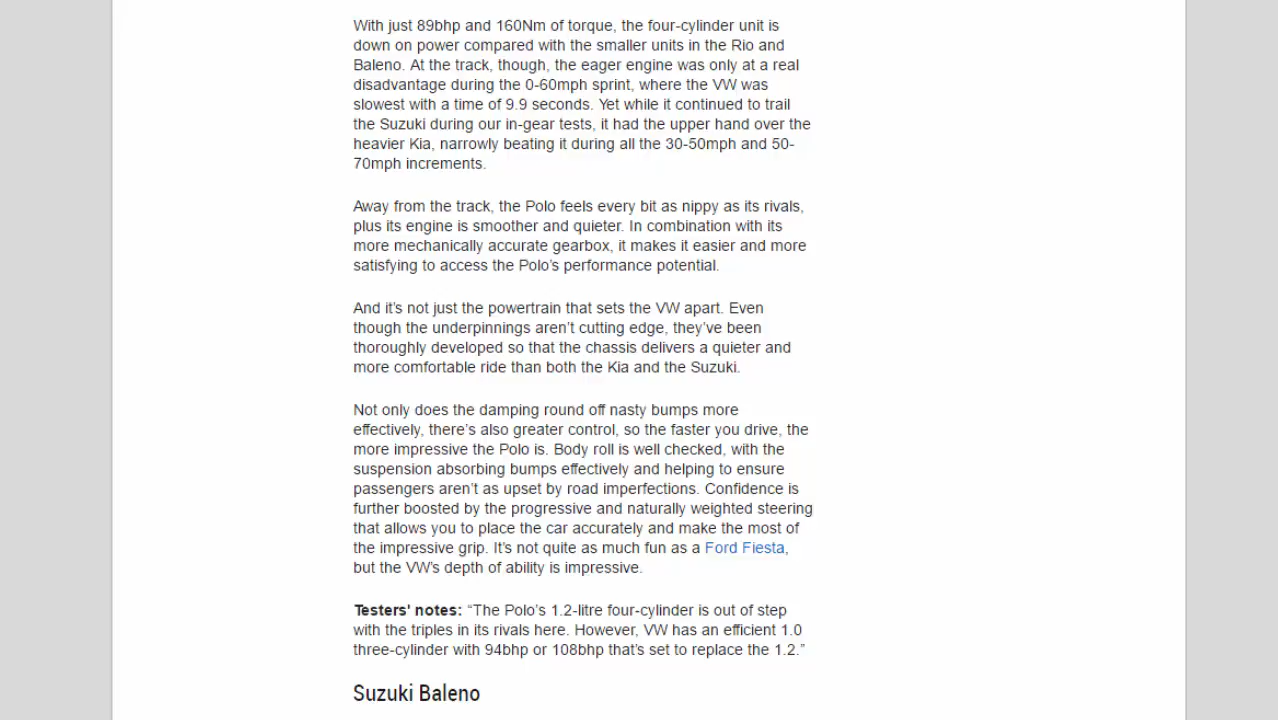 With just 89bhp and 160Nm of torque, the four-cylinder unit is
down on power compared with the smaller units in the Rio and
Baleno. At the track, though, the eager engine was only at a real
disadvantage during the 0-60mph sprint, where the VW was
slowest with a time of 9.9 seconds. Yet while it continued to trail
the Suzuki during our in-gear tests, it had the upper hand over the
heavier Kia, narrowly beating it during all the 30-50mph and 50-
70mph increments.
Away from the track, the Polo feels every bit as nippy as its rivals,
plus its engine is smoother and quieter. In combination with its
more mechanically accurate gearbox, it makes it easier and more
satisfying to access the Polo’s performance potential.
And it’s not just the powertrain that sets the VW apart. Even
though the underpinnings aren’t cutting edge, they’ve been
thoroughly developed so that the chassis delivers a quieter and
more comfortable ride than both the Kia and the Suzuki.
Not only does the damping round off nasty bumps more
effectively, there’s also greater control, so the faster you drive, the
more impressive the Polo is. Body roll is well checked, with the
suspension absorbing bumps effectively and helping to ensure
passengers aren’t as upset by road imperfections. Confidence is
further boosted by the progressive and naturally weighted steering
that allows you to place the car accurately and make the most of
the impressive grip. It’s not quite as much fun as a Ford Fiesta,
but the VW’s depth of ability is impressive.
Testers' notes: “The Polo’s 1.2-litre four-cylinder is out of step
with the triples in its rivals here. However, VW has an efficient 1.0
three-cylinder with 94bhp or 108bhp that’s set to replace the 1.2.”
Suzuki Baleno